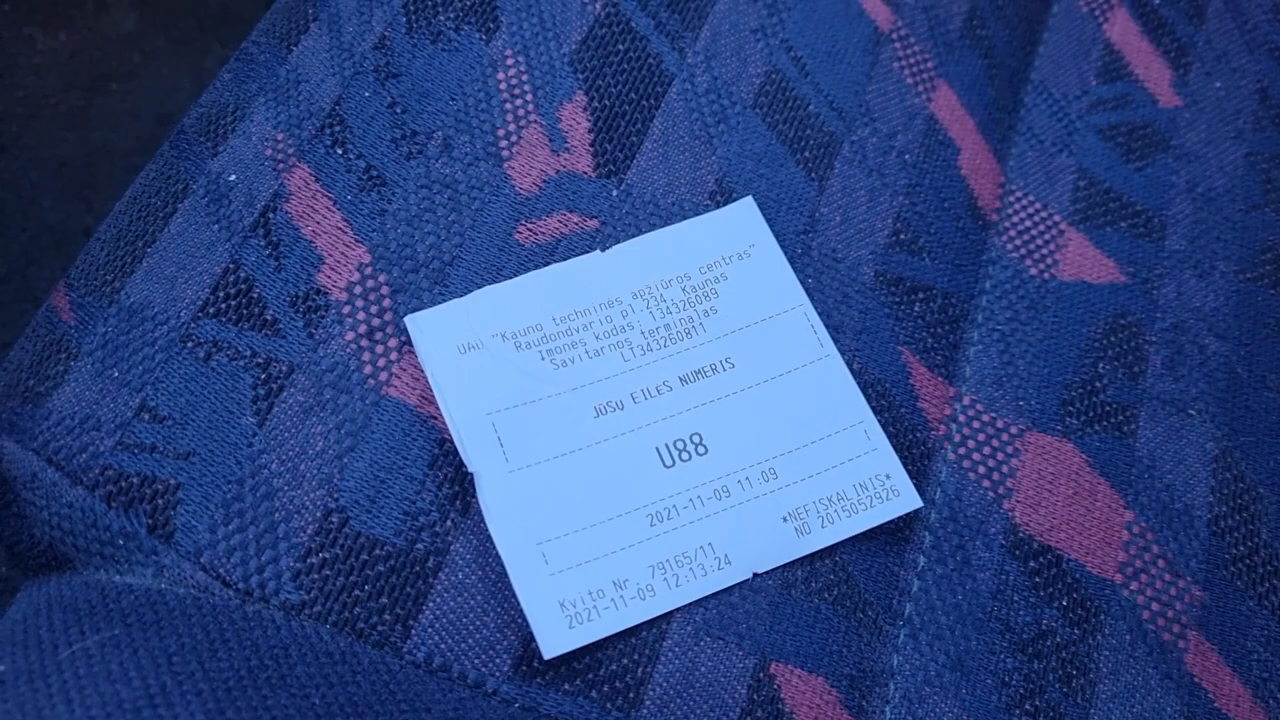 UAB "Kauno techninės apžiūros centras"
Raudondvario pl.234, Kaunas
Imonės kodas: 134326089
Savitarnos terminalas
LT343260811
JŪSŲ EILĖS NUMERIS
U88
2021-11-09 11:09
*NEFISKALINIS*
Kvito Nr. 79165/11 NO 2015052926
2021-11-09 12:13:24